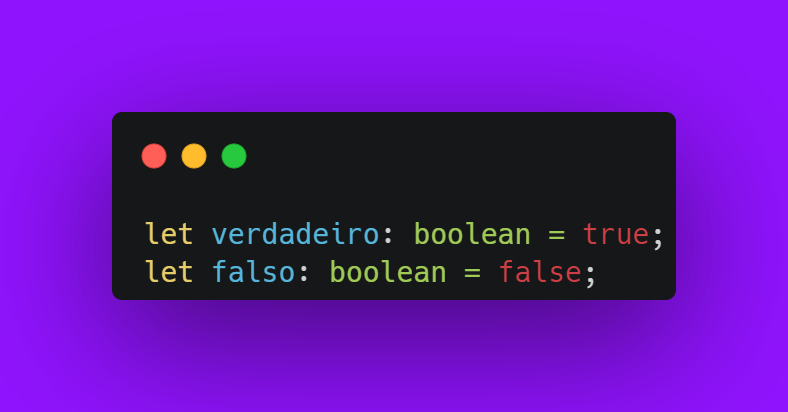 let verdadeiro: boolean = true;
let falso: boolean = false;